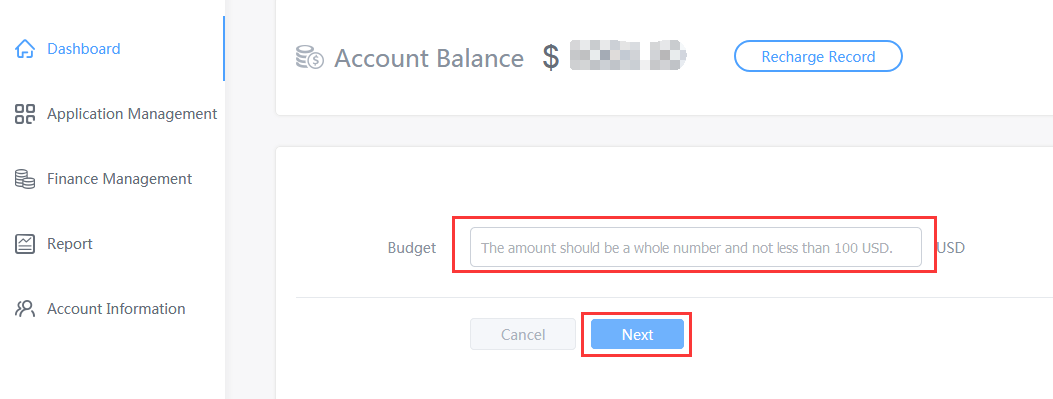 Dashboard
Application Management
Finance Management
Report
Account Information
Account Balance $
Recharge Record
Budget
The amount should be a whole number and not less than 100 USD.
USD
Cancel
Next